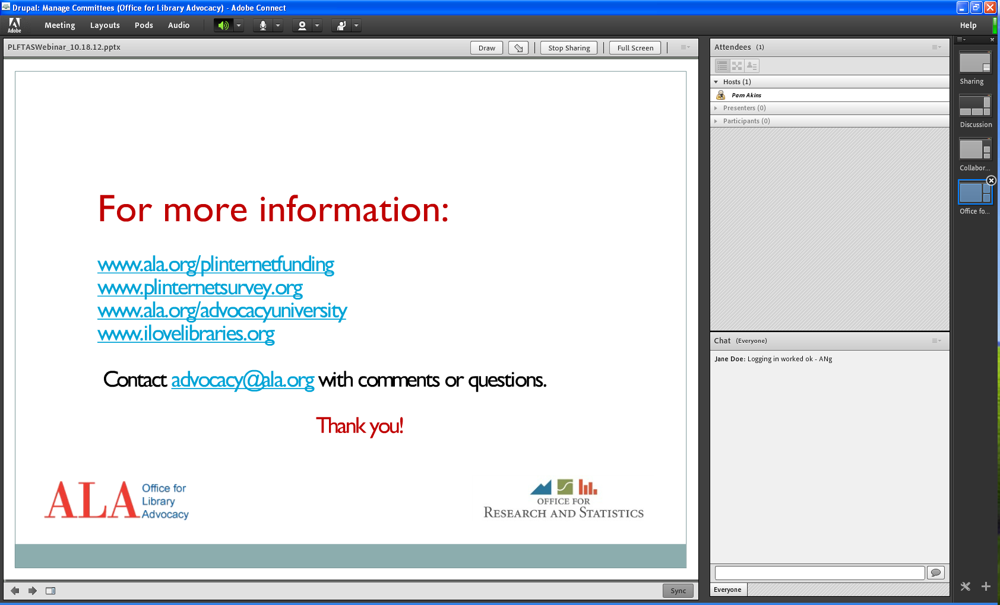 Drupal: Manage Committees (Office for Library Advocacy) - Adobe Connect
Adobe
Meeting Layouts Pods Audio Help
PLFTASWebinar_10.18.12.pptx
Draw Stop Sharing Full Screen
For more information:
www.ala.org/plinternetfunding
www.plinternetsurvey.org
www.ala.org/advocacyuniversity
www.ilovelibraries.org
Contact advocacy@ala.org with comments or questions.
Thank you!
ALA Office for
Library
Advocacy
OFFICE FOR
RESEARCH AND STATISTICS
Sync
Attendees (1)
Hosts (1)
Pam Akins
Presenters (0)
Participants (0)
Chat (Everyone)
Jane Doe: Logging in worked ok - ANg
Everyone
Sharing
Discussion
Collabor...
Office fo...